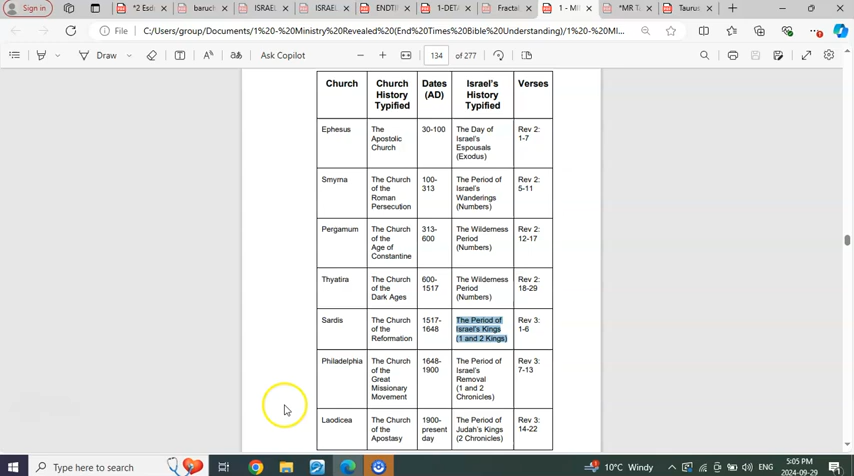 Sign in
*2 Esd
baruch
ISRAEL
ISRAEL
ENDTIN
1-DETA
Fractal
1 - MI
*MR Ta
Taurus
File
C:/Users/group/Documents/1%20-%20Ministry%20Revealed(End%20Times%20Bible%20Understanding)/1%20-%20MI...
Draw
Ask Copilot
134
of 277
Church
Church
History
Typified
Dates
(AD)
Israel's
History
Typified
Verses
Ephesus
The
Apostolic
Church
30-100
The Day of
Israel's
Espousals
(Exodus)
Rev 2:
1-7
Smyrna
The Church
of the
Roman
Persecution
100-
313
The Period of
Israel's
Wanderings
(Numbers)
Rev 2:
5-11
Pergamum
The Church
of the
Age of
Constantine
313-
600
The Wilderness
Period
(Numbers)
Rev 2:
12-17
Thyatira
The Church
of the
Dark Ages
600-
1517
The Wilderness
Period
(Numbers)
Rev 2:
18-29
Sardis
The Church
of the
Reformation
1517-
1648
The Period of
Israel's Kings
(1 and 2 Kings)
Rev 3:
1-6
Philadelphia
The Church
of the
Great
Missionary
Movement
1648-
1900
The Period of
Israel's
Removal
(1 and 2
Chronicles)
Rev 3:
7-13
Laodicea
The Church
of the
Apostasy
1900-
present
day
The Period of
Judah's Kings
(2 Chronicles)
Rev 3:
14-22
Type here to search
10°C Windy
ENG
5:05 PM
2024-09-29